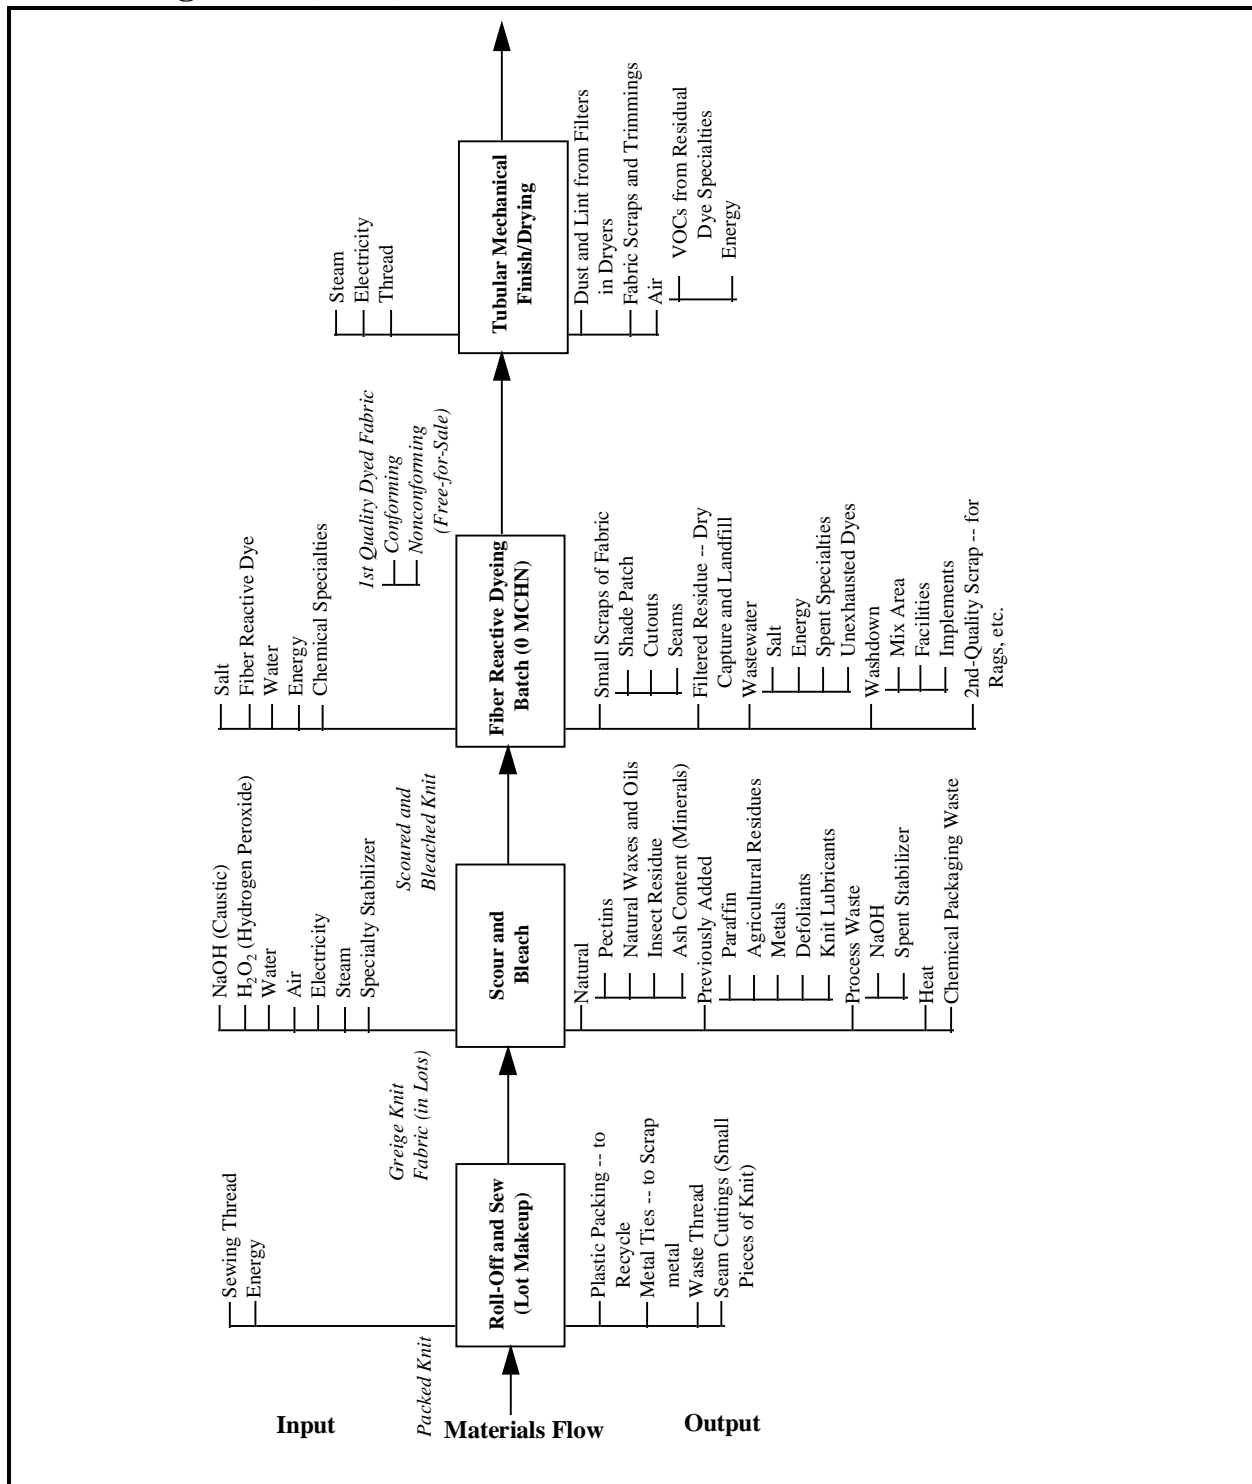 Input
Materials Flow
Output
Packed Knit
Sewing Thread
Energy
Roll-Off and Sew
(Lot Makeup)
Plastic Packing -- to
Recycle
Metal Ties -- to Scrap
metal
Waste Thread
Seam Cuttings (Small
Pieces of Knit)
Greige Knit
Fabric (in Lots)
NaOH (Caustic)
H2O2 (Hydrogen Peroxide)
Water
Air
Electricity
Steam
Specialty Stabilizer
Scour and
Bleach
Natural
Pectins
Natural Waxes and Oils
Insect Residue
Ash Content (Minerals)
Previously Added
Paraffin
Agricultural Residues
Metals
Defoliants
Knit Lubricants
Process Waste
NaOH
Spent Stabilizer
Heat
Chemical Packaging Waste
Scoured and
Bleached Knit
Salt
Fiber Reactive Dye
Water
Energy
Chemical Specialties
Fiber Reactive Dyeing
Batch (0 MCHN)
Small Scraps of Fabric
Shade Patch
Cutouts
Seams
Filtered Residue -- Dry
Capture and Landfill
Wastewater
Salt
Energy
Spent Specialties
Unexhausted Dyes
Washdown
Mix Area
Facilities
Implements
2nd-Quality Scrap -- for
Rags, etc.
1st Quality Dyed Fabric
Conforming
Nonconforming
(Free-for-Sale)
Steam
Electricity
Thread
Tubular Mechanical
Finish/Drying
Dust and Lint from Filters
in Dryers
Fabric Scraps and Trimmings
Air
VOCs from Residual
Dye Specialties
Energy